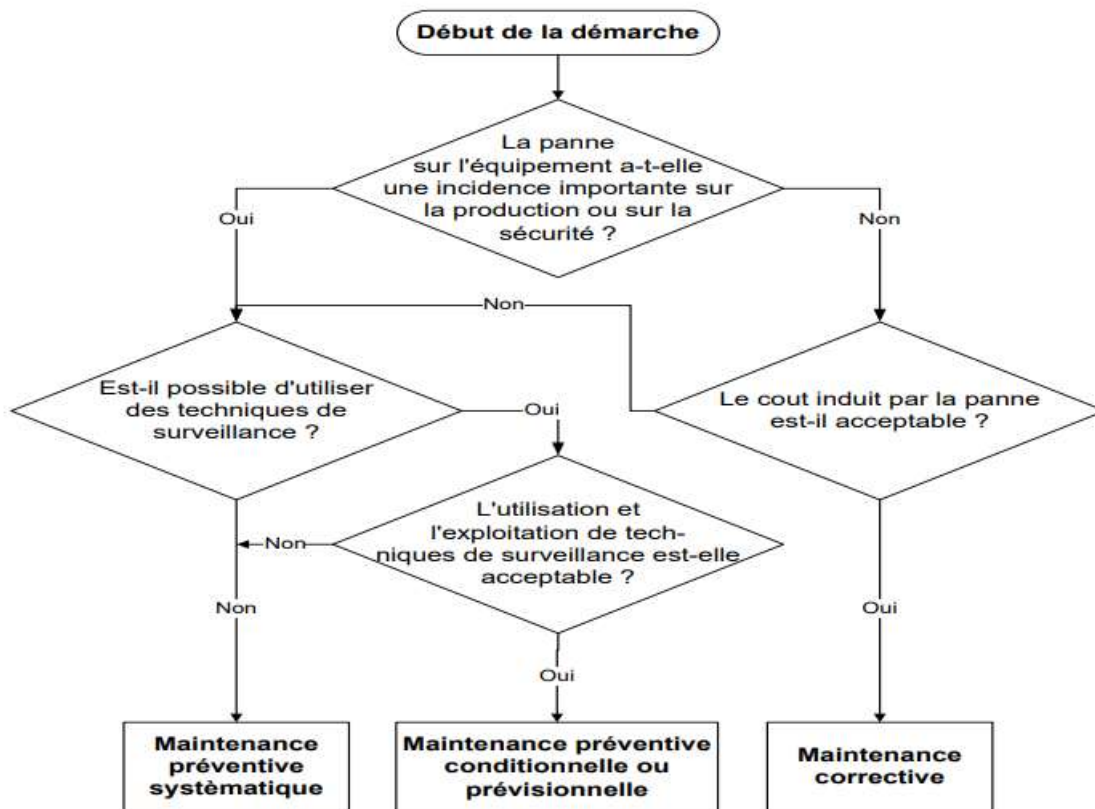 Début de la démarche
La panne
sur l'équipement a-t-elle
une incidence importante sur
la production ou sur la
sécurité ?
Oui
Non
Non
Est-il possible d'utiliser
des techniques de
surveillance ?
Oui
Le cout induit par la panne
est-il acceptable ?
L'utilisation et
l'exploitation de tech-
niques de surveillance est-elle
acceptable ?
Non
Non
Oui
Oui
Maintenance
préventive
systèmatique
Maintenance préventive
conditionnelle ou
prévisionnelle
Maintenance
corrective